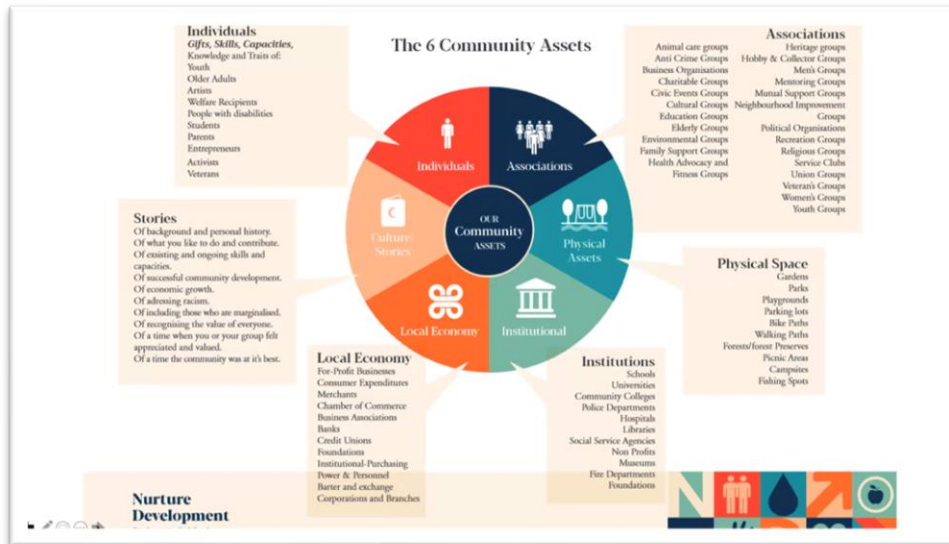 The 6 Community Assets
Individuals
Gifts, Skills, Capacities,
Knowledge and Traits of:
Youth
Older Adults
Artists
Welfare Recipients
People with disabilities
Students
Parents
Entrepreneurs
Activists
Veterans
Associations
Animal care groups
Anti Crime Groups
Business Organisations
Charitable Groups
Civic Events Groups
Cultural Groups
Education Groups
Elderly Groups
Environmental Groups
Family Support Groups
Health Advocacy and
Fitness Groups
Heritage groups
Hobby & Collector Groups
Men's Groups
Mentoring Groups
Mutual Support Groups
Neighbourhood Improvement
Groups
Political Organisations
Recreation Groups
Religious Groups
Service Clubs
Union Groups
Veteran's Groups
Women's Groups
Youth Groups
Individuals
Associations
Culture
Stories
OUR
Community
ASSETS
Physical
Assets
Local Economy
Institutional
Stories
Of background and personal history.
Of what you like to do and contribute.
Of exsisting and ongoing skills and
capacities.
Of successful community development.
Of economic growth.
Of adressing racism.
Of including those who are marginalised.
Of recognising the value of everyone.
Of a time when you or your group felt
appreciated and valued.
Of a time the community was at it's best.
Physical Space
Gardens
Parks
Playgrounds
Parking lots
Bike Paths
Walking Paths
Forests/forest Preserves
Picnic Areas
Campsites
Fishing Spots
Local Economy
For-Profit Businesses
Consumer Expenditures
Merchants
Chamber of Commerce
Business Associations
Banks
Credit Unions
Foundations
Institutional-Purchasing
Power & Personnel
Barter and exchange
Corporations and Branches
Institutions
Schools
Universities
Community Colleges
Police Departments
Hospitals
Libraries
Social Service Agencies
Non Profits
Museums
Fire Departments
Foundations
Nurture
Development